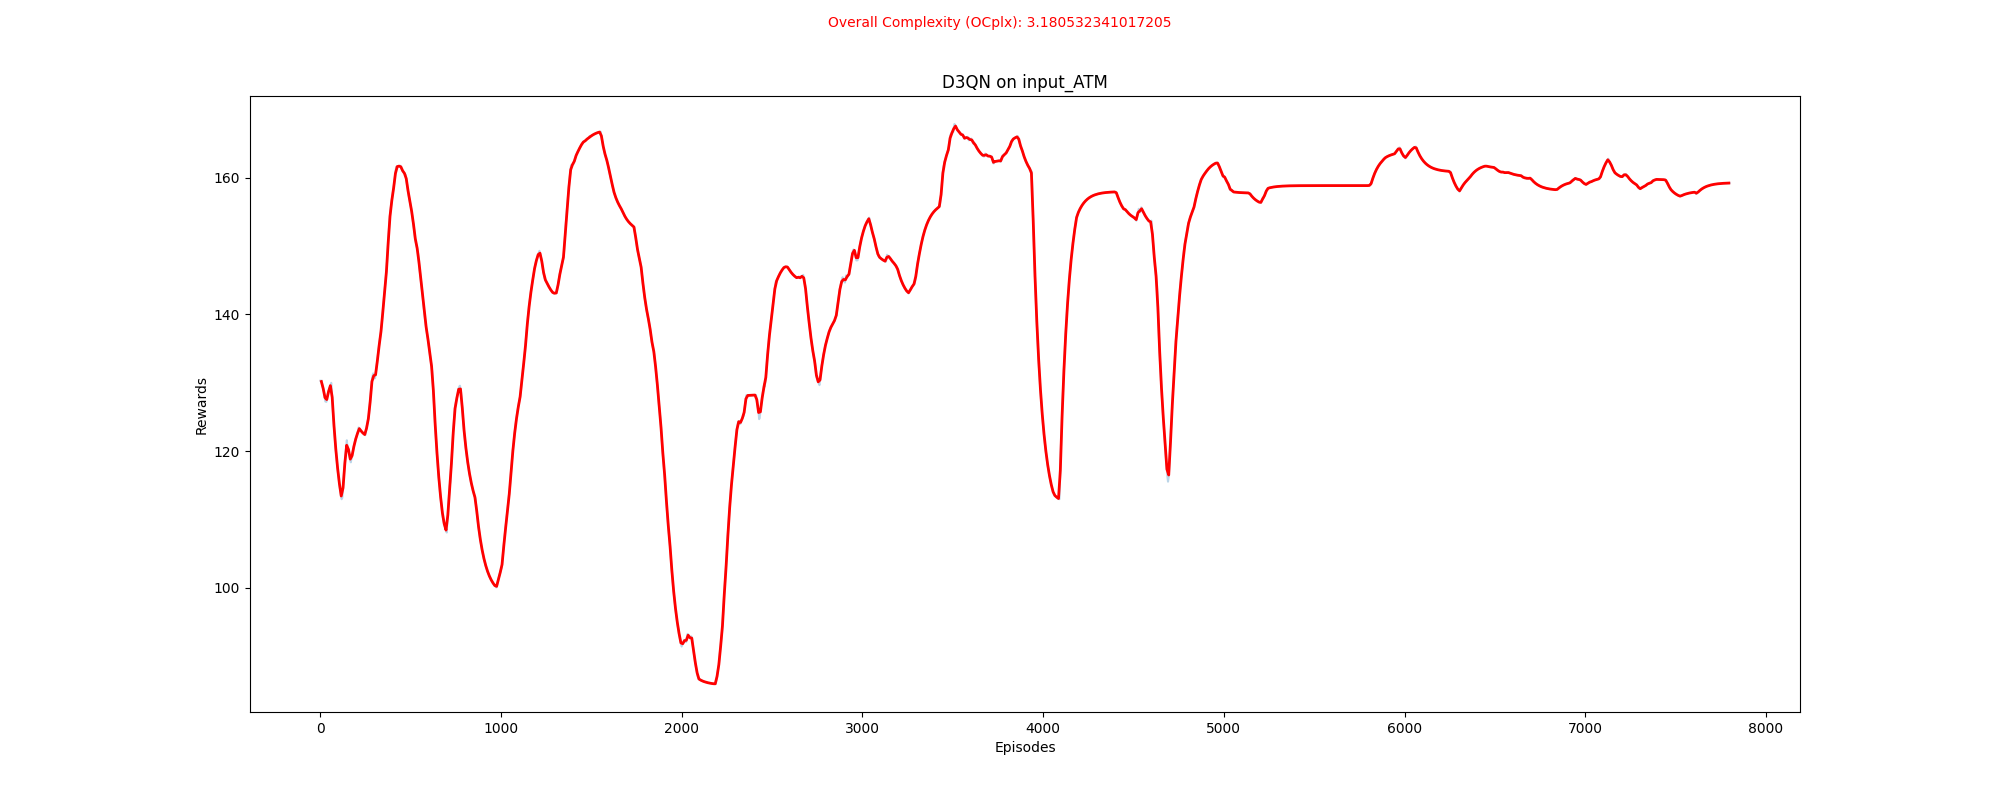 Overall Complexity (OCplx): 3.180532341017205
D3QN on input_ATM
160
140
120
100
Rewards
0 1000 2000 3000 4000 5000 6000 7000 8000
Episodes